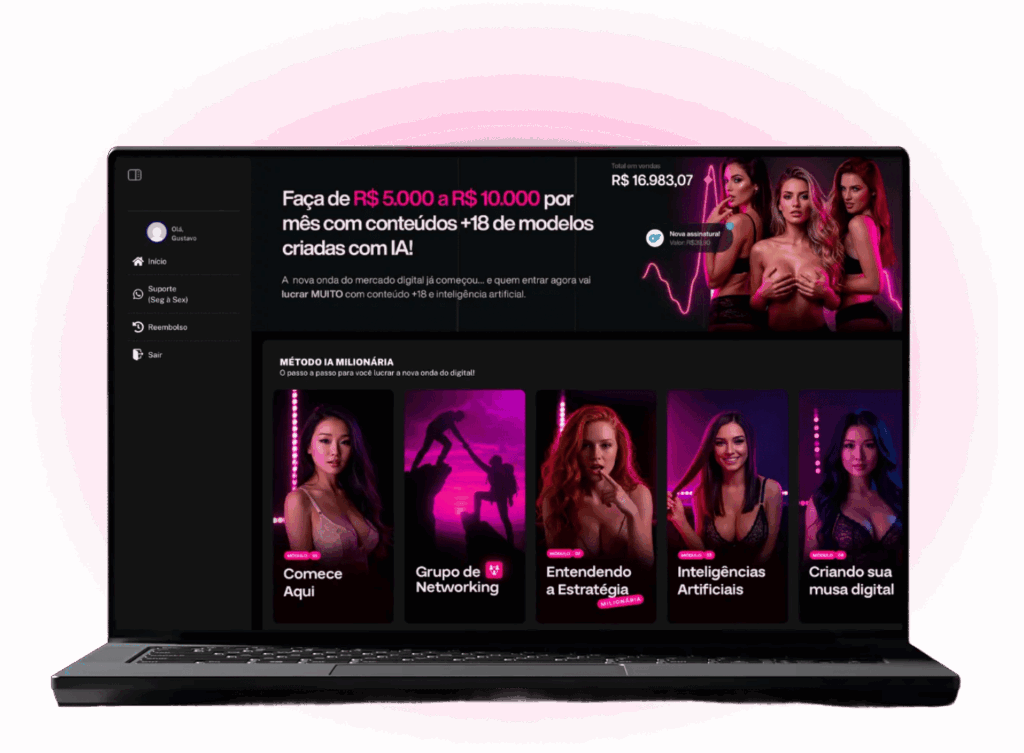 Olá,
Gustavo
Início
Suporte
(Seg à Sex)
Reembolso
Sair
Faça de R$ 5.000 a R$ 10.000 por
mês com conteúdos +18 de modelos
criadas com IA!
A nova onda do mercado digital já começou... e quem entrar agora vai
lucrar MUITO com conteúdo +18 e inteligência artificial.
Total em vendas
R$ 16.983,07
Nova assinatura!
Valor: R$39,90
MÉTODO IA MILIONÁRIA
O passo a passo para você lucrar a nova onda do digital!
MÓDULO
Comece
Aqui
Grupo de
Networking
MÓDULO 02
Entendendo
a Estratégia
MILIONÁRIA
MÓDULO 03
Inteligências
Artificiais
MÓDULO 04
Criando sua
musa digital